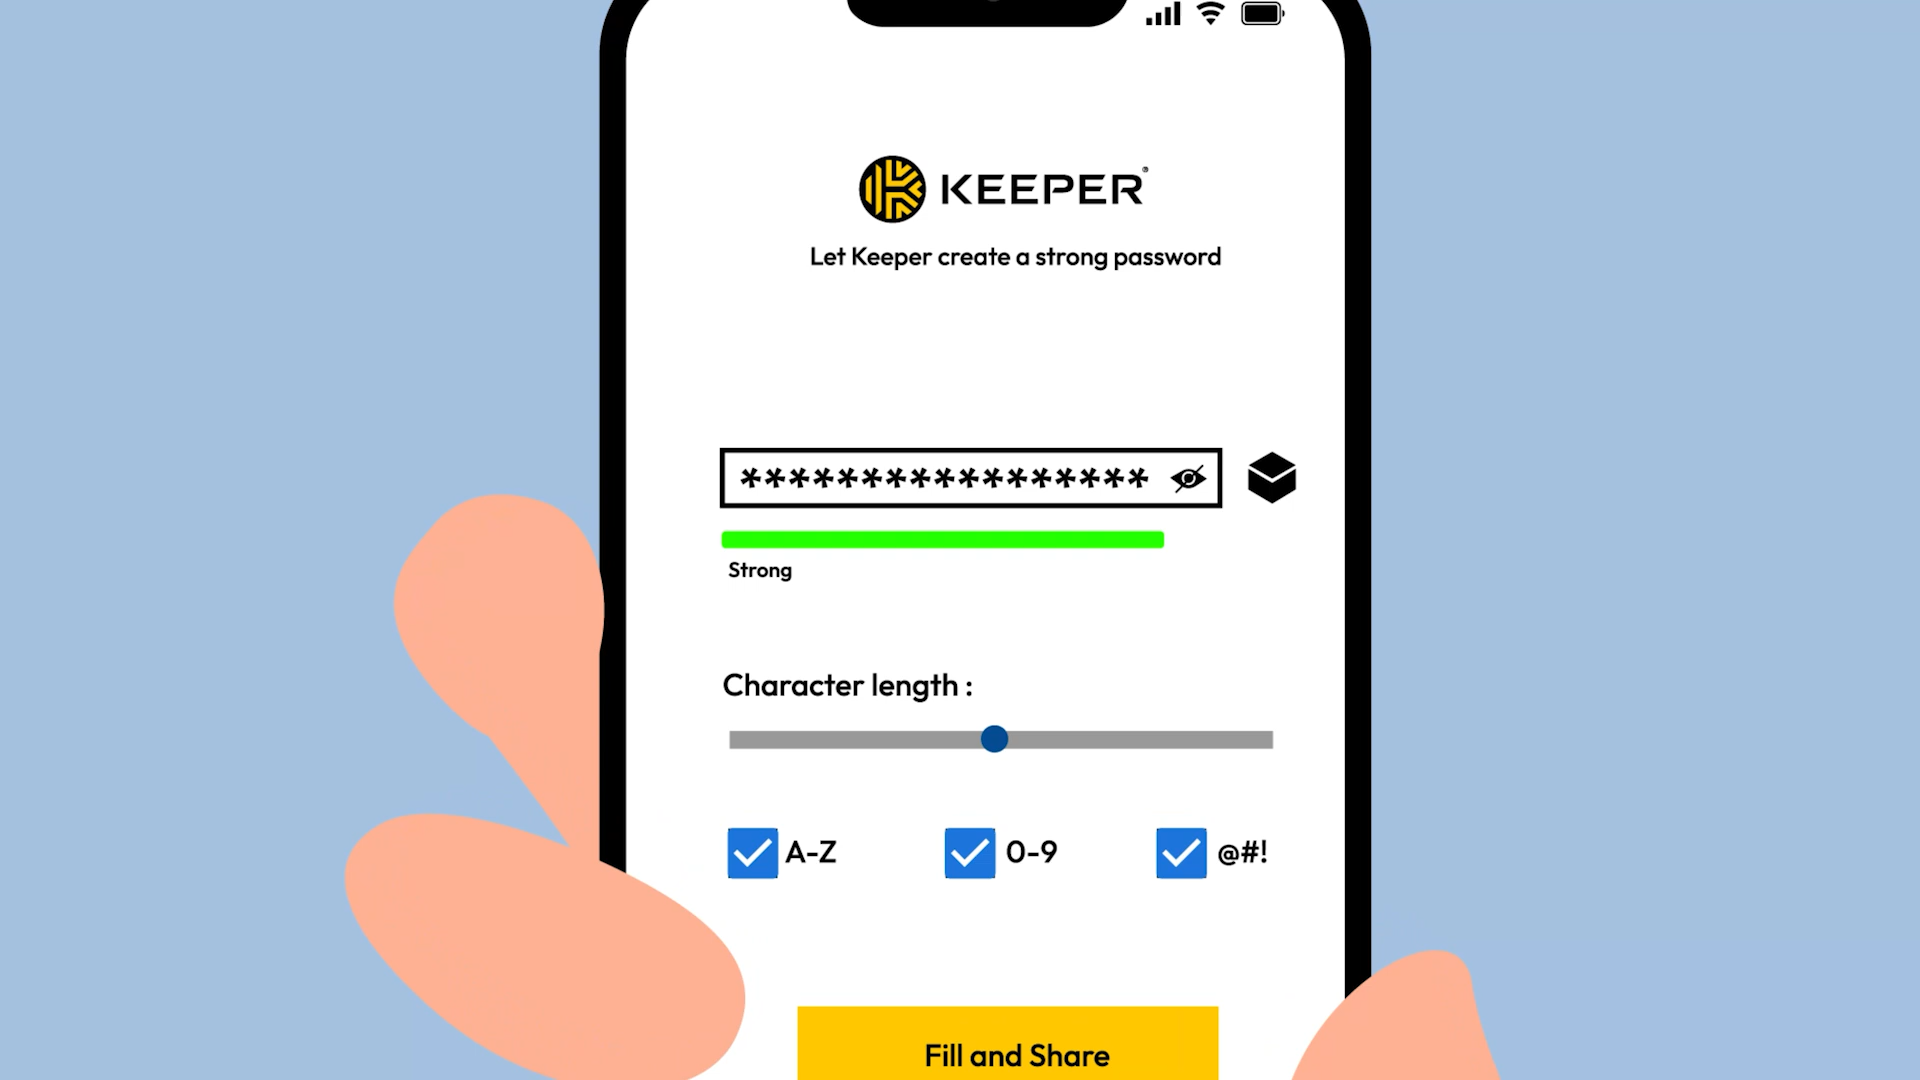 KEEPER®
Let Keeper create a strong password
*****************
Strong
Character length :
A-Z
0-9
@#!
Fill and Share